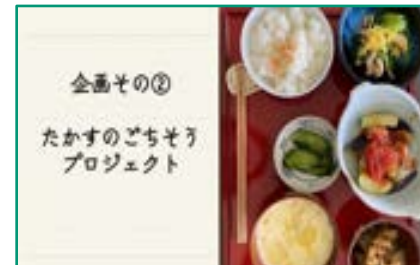 企画その②
たかすのごちそう
プロジェクト